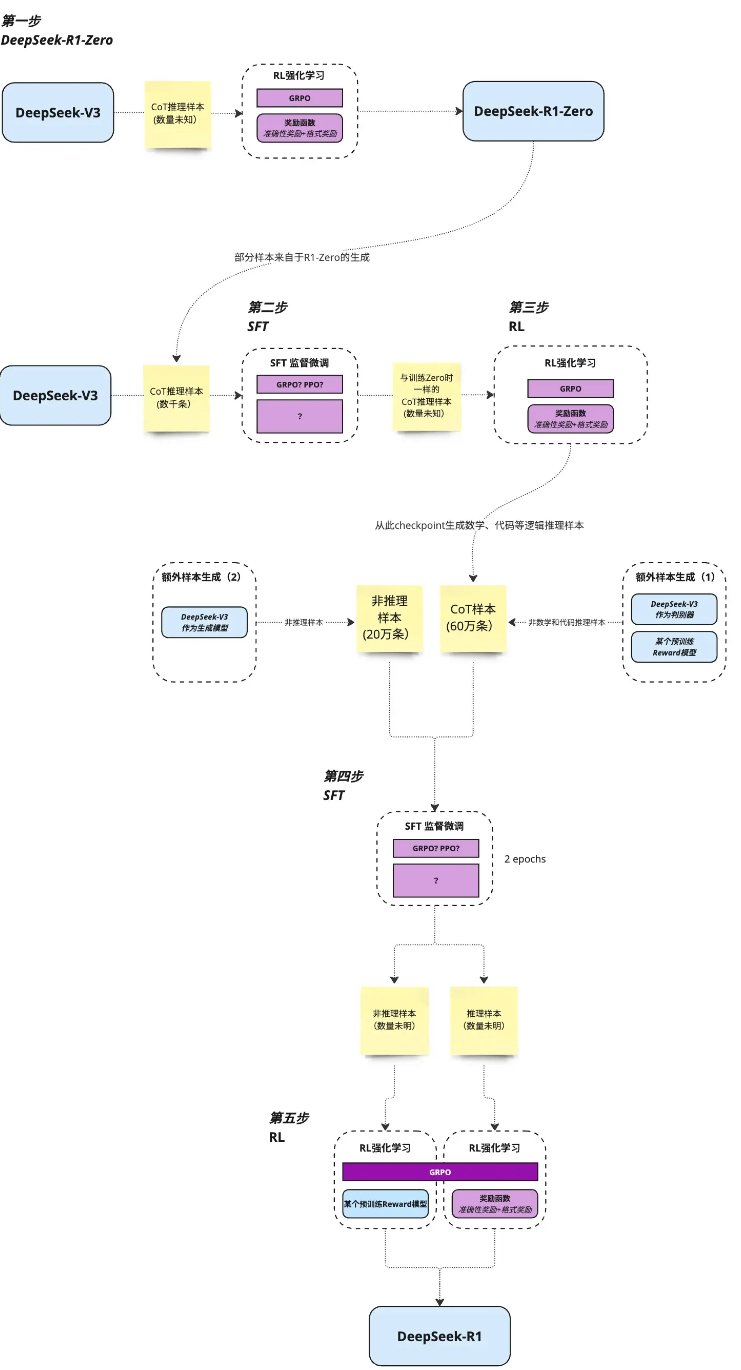 第一步
DeepSeek-R1-Zero
DeepSeek-V3
CoT推理样本
(数量未知)
RL强化学习
GRPO
奖励函数
准确性奖励+格式奖励
DeepSeek-R1-Zero
部分样本来自于R1-Zero的生成
第二步
SFT
第三步
RL
DeepSeek-V3
CoT推理样本
(数千条)
SFT 监督微调
GRPO? PPO?
?
与训练Zero时
一样的
CoT推理样本
(数量未知)
RL强化学习
GRPO
奖励函数
准确性奖励+格式奖励
从此checkpoint生成数学、代码等逻辑推理样本
额外样本生成（2）
DeepSeek-V3
作为生成模型
非推理样本
非推理
样本
(20万条）
CoT样本
(60万条）
非数学和代码推理样本
额外样本生成（1）
DeepSeek-V3
作为判别器
某个预训练
Reward模型
第四步
SFT
SFT 监督微调
GRPO? PPO?
?
2 epochs
非推理样本
（数量未明）
推理样本
（数量未明）
第五步
RL
RL强化学习
RL强化学习
GRPO
某个预训练Reward模型
奖励函数
准确性奖励+格式奖励
DeepSeek-R1